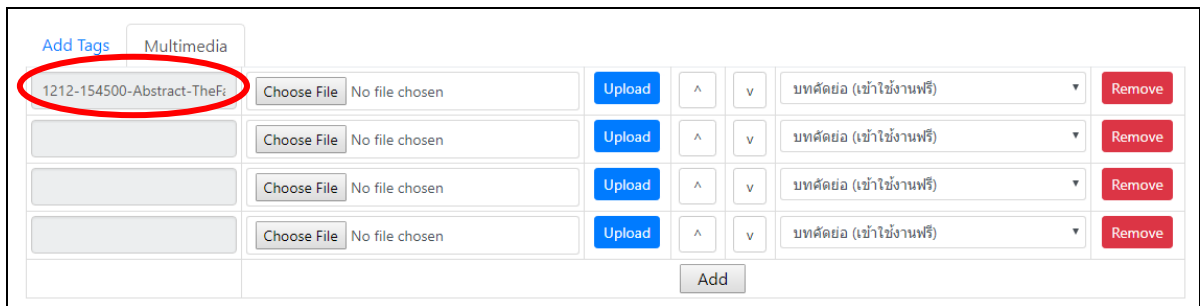 Add Tags Multimedia
1212-154500-Abstract-TheFa Choose File No file chosen Upload ^ v บทคัดย่อ (เข้าใช้งานฟรี) Remove
Choose File No file chosen Upload ^ v บทคัดย่อ (เข้าใช้งานฟรี) Remove
Choose File No file chosen Upload ^ v บทคัดย่อ (เข้าใช้งานฟรี) Remove
Choose File No file chosen Upload ^ v บทคัดย่อ (เข้าใช้งานฟรี) Remove
Add